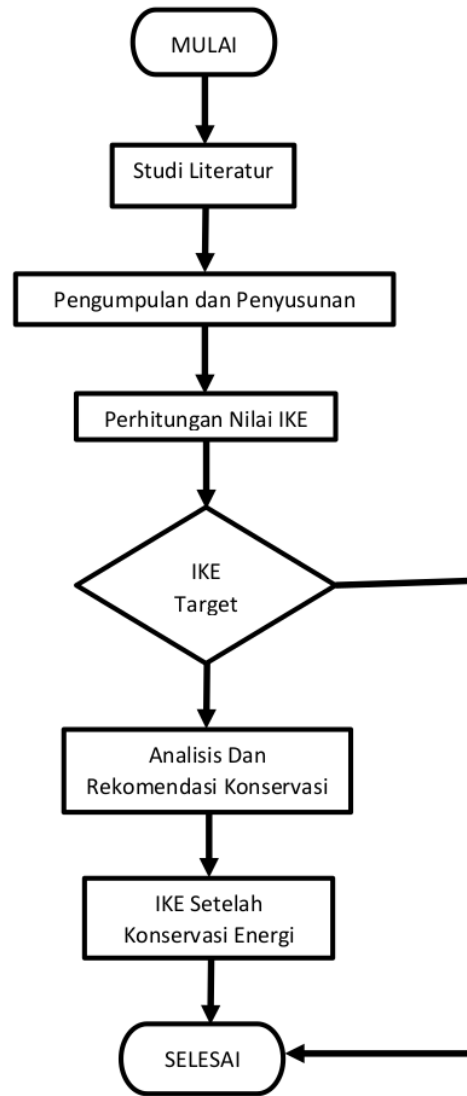 MULAI
Studi Literatur
Pengumpulan dan Penyusunan
Perhitungan Nilai IKE
IKE
Target
Analisis Dan
Rekomendasi Konservasi
IKE Setelah
Konservasi Energi
SELESAI